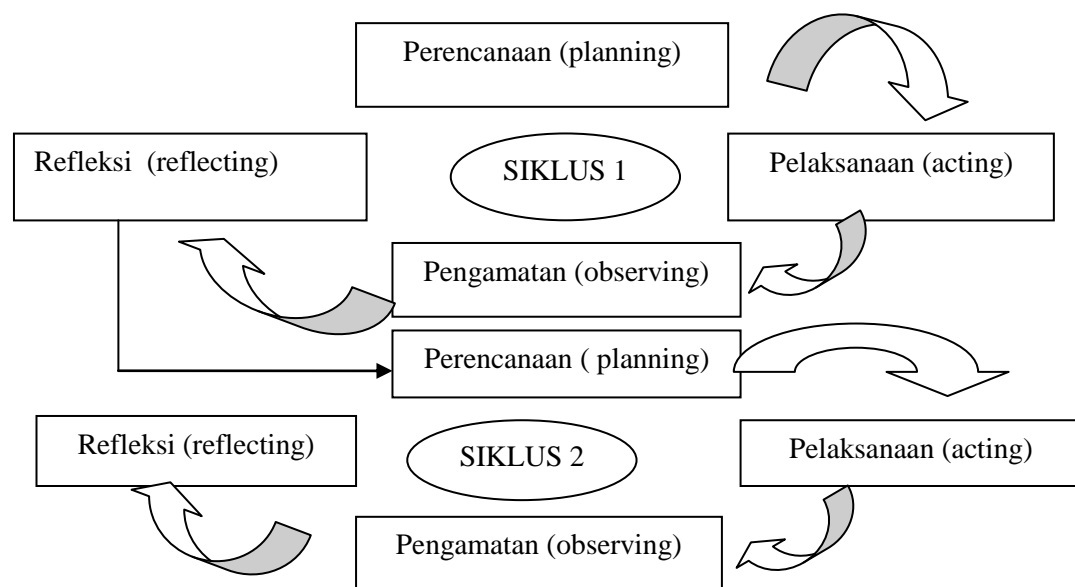 Perencanaan (planning)
Refleksi (reflecting)
SIKLUS 1
Pelaksanaan (acting)
Pengamatan (observing)
Perencanaan ( planning)
Refleksi (reflecting)
SIKLUS 2
Pelaksanaan (acting)
Pengamatan (observing)